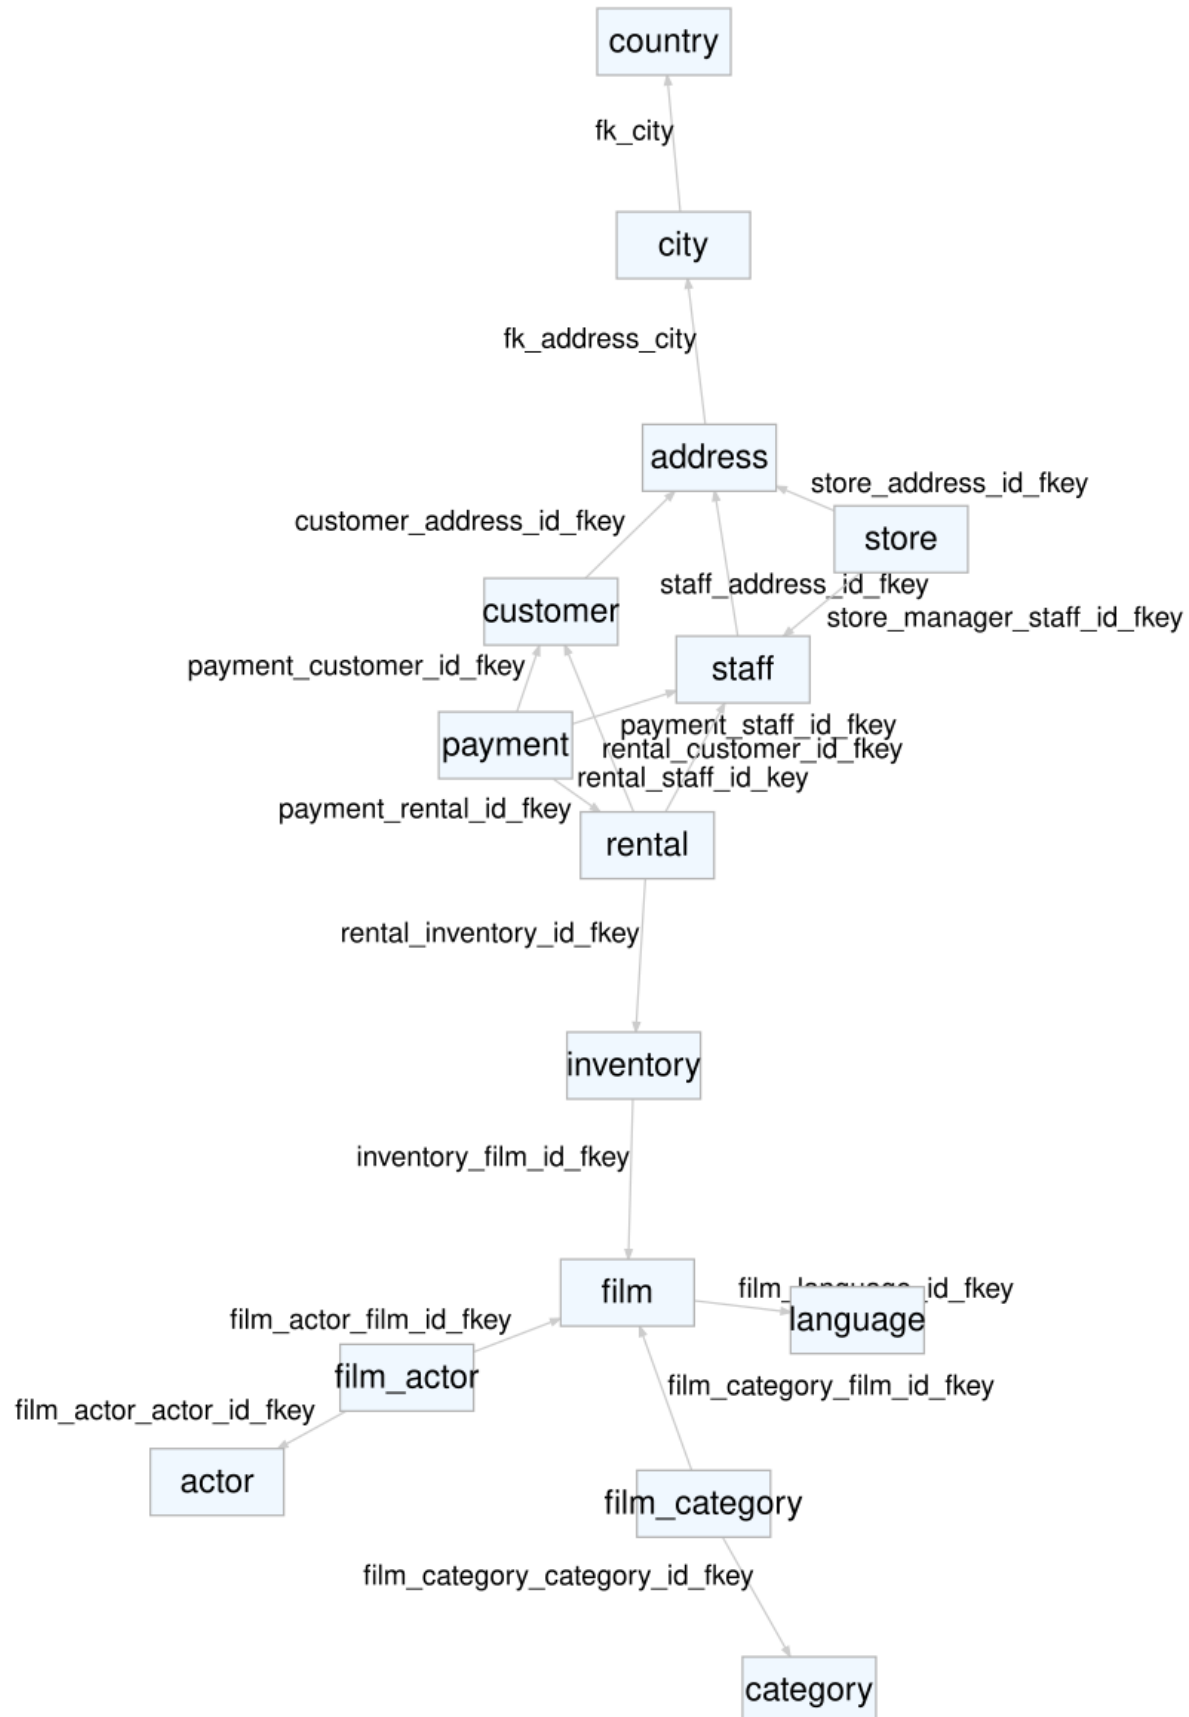 country
fk_city
city
fk_address_city
address
store_address_id_fkey
customer_address_id_fkey
store
staff_address_id_fkey
customer
store_manager_staff_id_fkey
payment_customer_id_fkey
staff
payment_staff_id_fkey
payment
rental_customer_id_fkey
rental_staff_id_key
payment_rental_id_fkey
rental
rental_inventory_id_fkey
inventory
inventory_film_id_fkey
film
film_language_id_fkey
language
film_actor_film_id_fkey
film_actor
film_category_film_id_fkey
film_actor_actor_id_fkey
actor
film_category
film_category_category_id_fkey
category